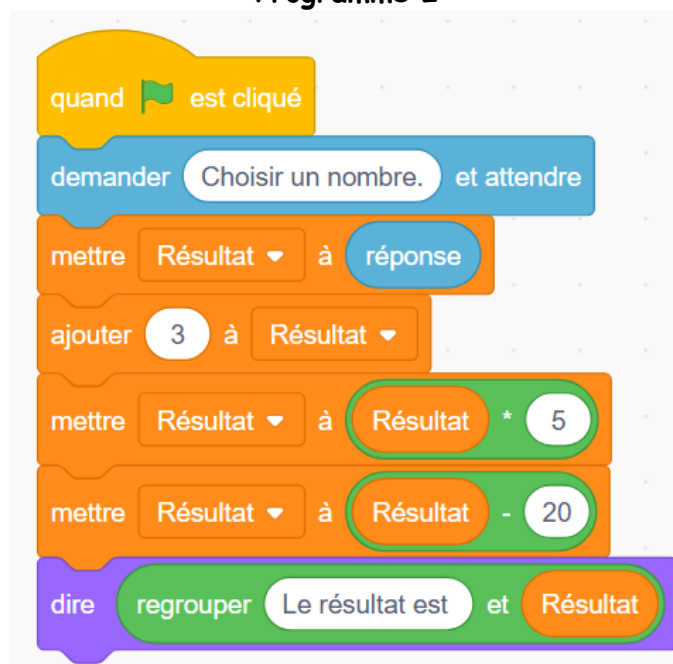 quand est cliqué
demander Choisir un nombre. et attendre
mettre Résultat à réponse
ajouter 3 à Résultat
mettre Résultat à Résultat * 5
mettre Résultat à Résultat - 20
dire regrouper Le résultat est et Résultat